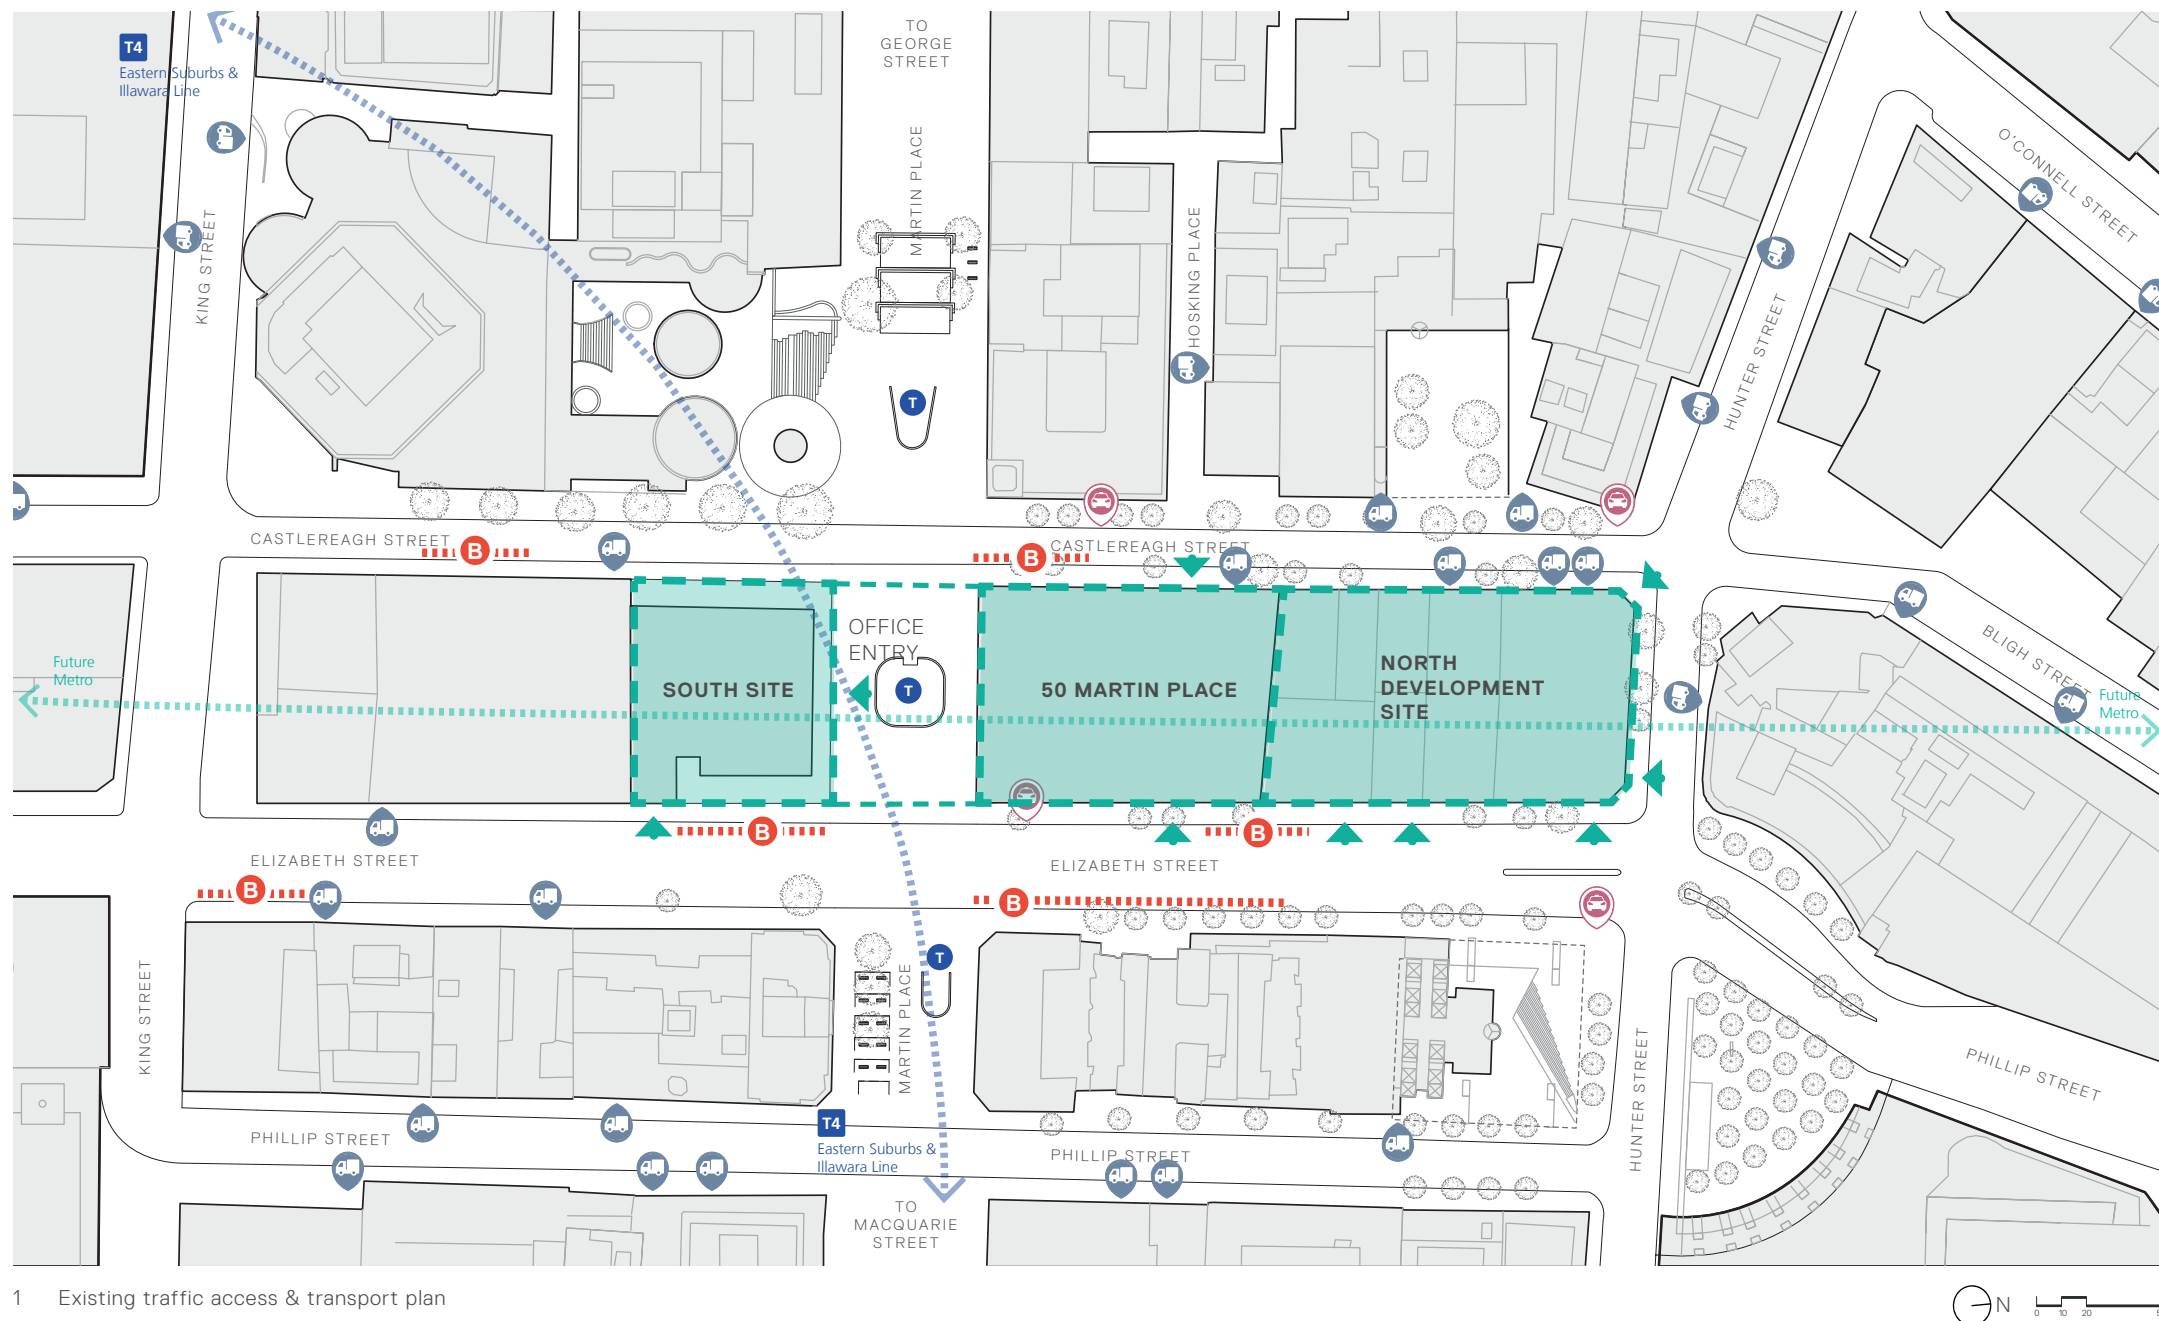 TO
GEORGE
STREET
T4
Eastern Suburbs &
Illawara Line
MARTIN PLACE
O'CONNELL STREET
KING STREET
HOSKING PLACE
HUNTER STREET
T
CASTLEREAGH STREET
B
B
CASTLEREAGH STREET
OFFICE
ENTRY
BLIGH STREET
Future
Metro
SOUTH SITE
T
50 MARTIN PLACE
NORTH
DEVELOPMENT
SITE
Future
Metro
B
B
ELIZABETH STREET
ELIZABETH STREET
B
B
T
KING STREET
MARTIN PLACE
HUNTER STREET
PHILLIP STREET
T4
Eastern Suburbs &
Illawara Line
PHILLIP STREET
PHILLIP STREET
TO
MACQUARIE
STREET
1 Existing traffic access & transport plan
N
0 10 20